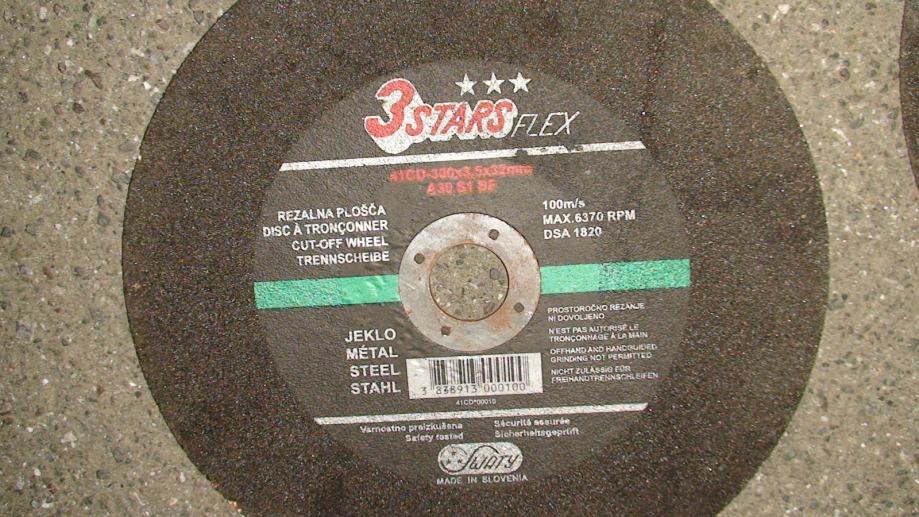 3 STARS FLEX
41CD-300x3,5x32mm
A30 S1 BF
REZALNA PLOŠČA
DISC À TRONÇONNER
CUT-OFF WHEEL
TRENNSCHEIBE
100m/s
MAX.6370 RPM
DSA 1820
JEKLO
MÉTAL
STEEL
STAHL
PROSTOROČNO REZANJE
NI DOVOLJENO
N'EST PAS AUTORISÉ LE
TRONÇONNAGE À LA MAIN
OFFHAND AND HANDGUIDED
GRINDING NOT PERMITTED
NICHT ZULÄSSIG FÜR
FREIHANDTRENNSCHLEIFEN
3 838913 000100
41CD*00010
Varnostno preizkušena
Safety tested
Sécurité assurée
Sicherheitsgeprüft
SWATY
MADE IN SLOVENIA